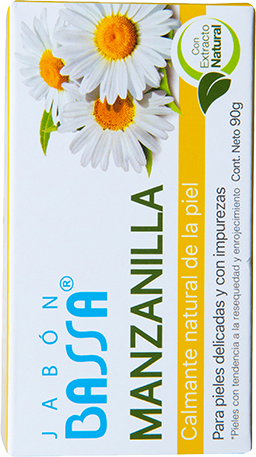 JABÓN
BASSA®
MANZANILLA
Calmante natural de la piel
Para pieles delicadas y con impurezas
*Pieles con tendencia a la resequedad y enrojecimiento
Con
Extracto
Natural
Cont. Neto 90g